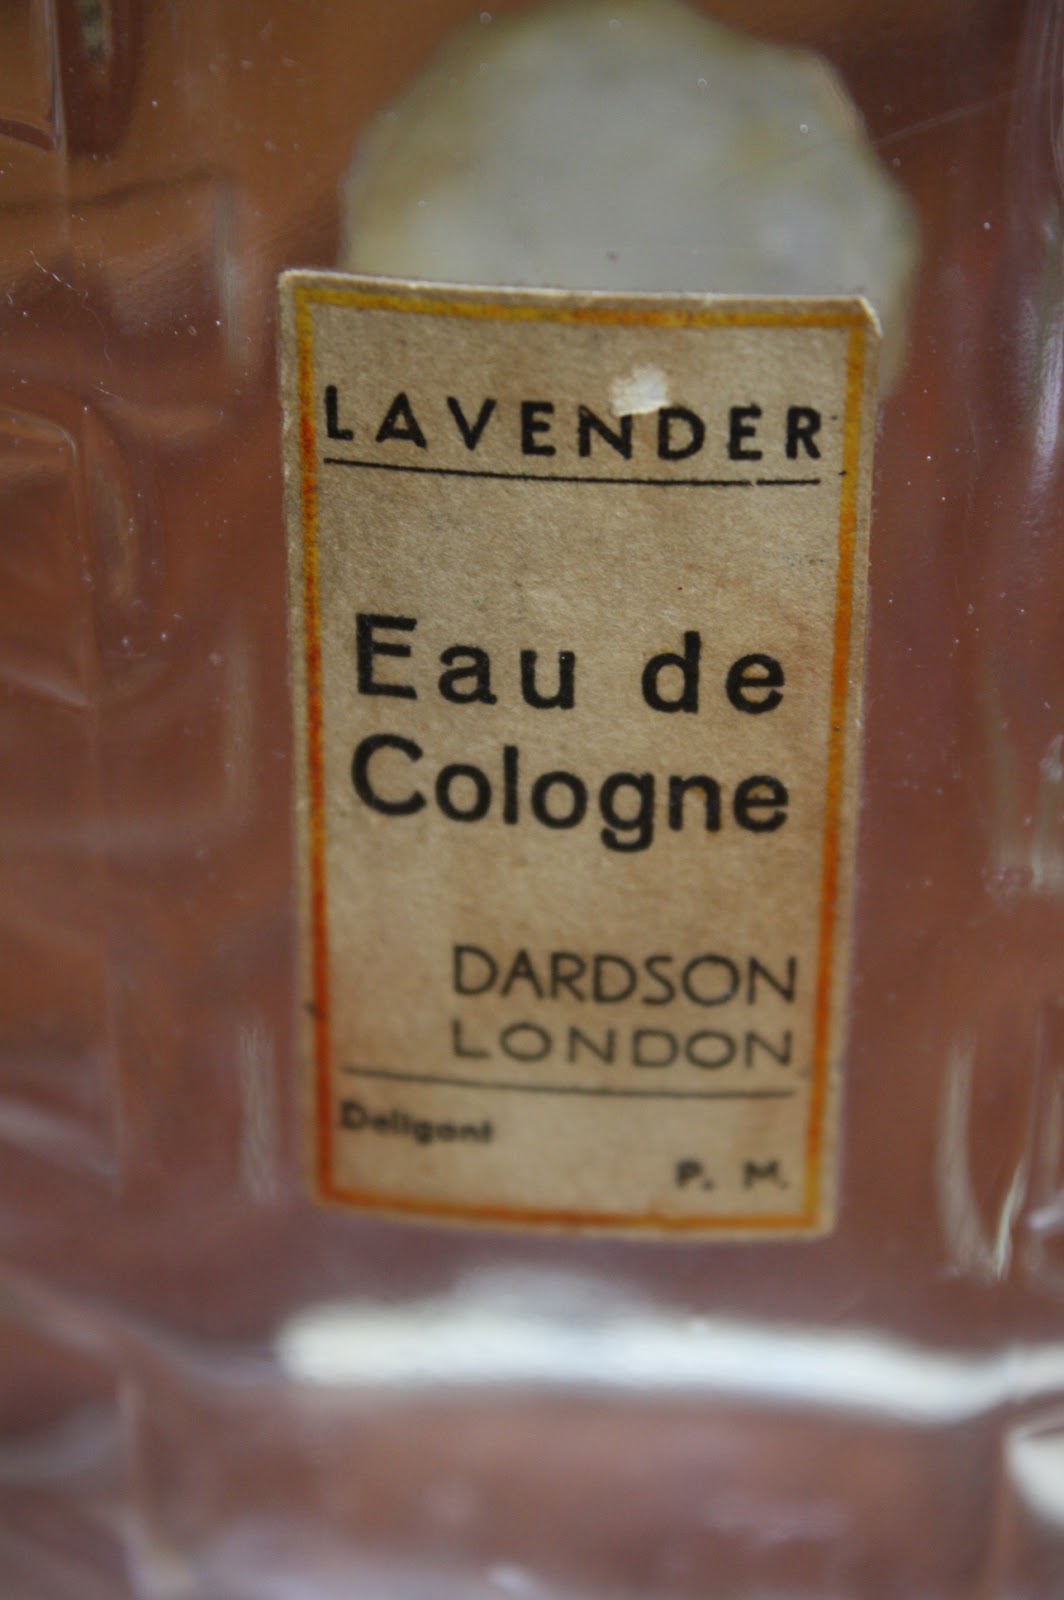 LAVENDER
Eau de
Cologne
DARDSON
LONDON
Deligant
P. M.